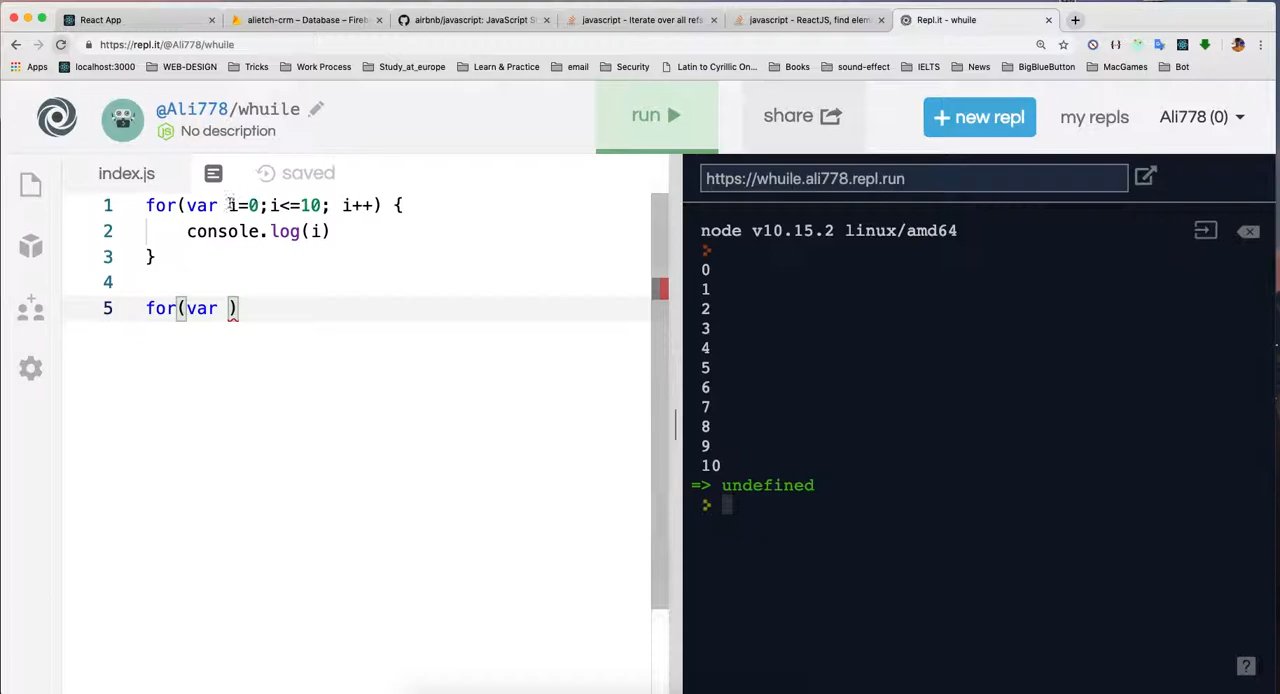 React App
alietch-crm – Database – Fireb
airbnb/javascript: JavaScript S
javascript - Iterate over all refs
javascript - ReactJS, find elem
Repl.it - whuile
https://repl.it/@Ali778/whuile
Apps localhost:3000 WEB-DESIGN Tricks Work Process Study_at_europe Learn & Practice email Security Latin to Cyrillic On... Books sound-effect IELTS News BigBlueButton MacGames Bot
@Ali778/whuile
No description
run
share
+ new repl
my repls
Ali778 (0)
index.js
saved
1 for(var i=0;i<=10; i++) {
2 console.log(i)
3 }
4
5 for(var )
https://whuile.ali778.repl.run
node v10.15.2 linux/amd64
0
1
2
3
4
5
6
7
8
9
10
=> undefined
>
?